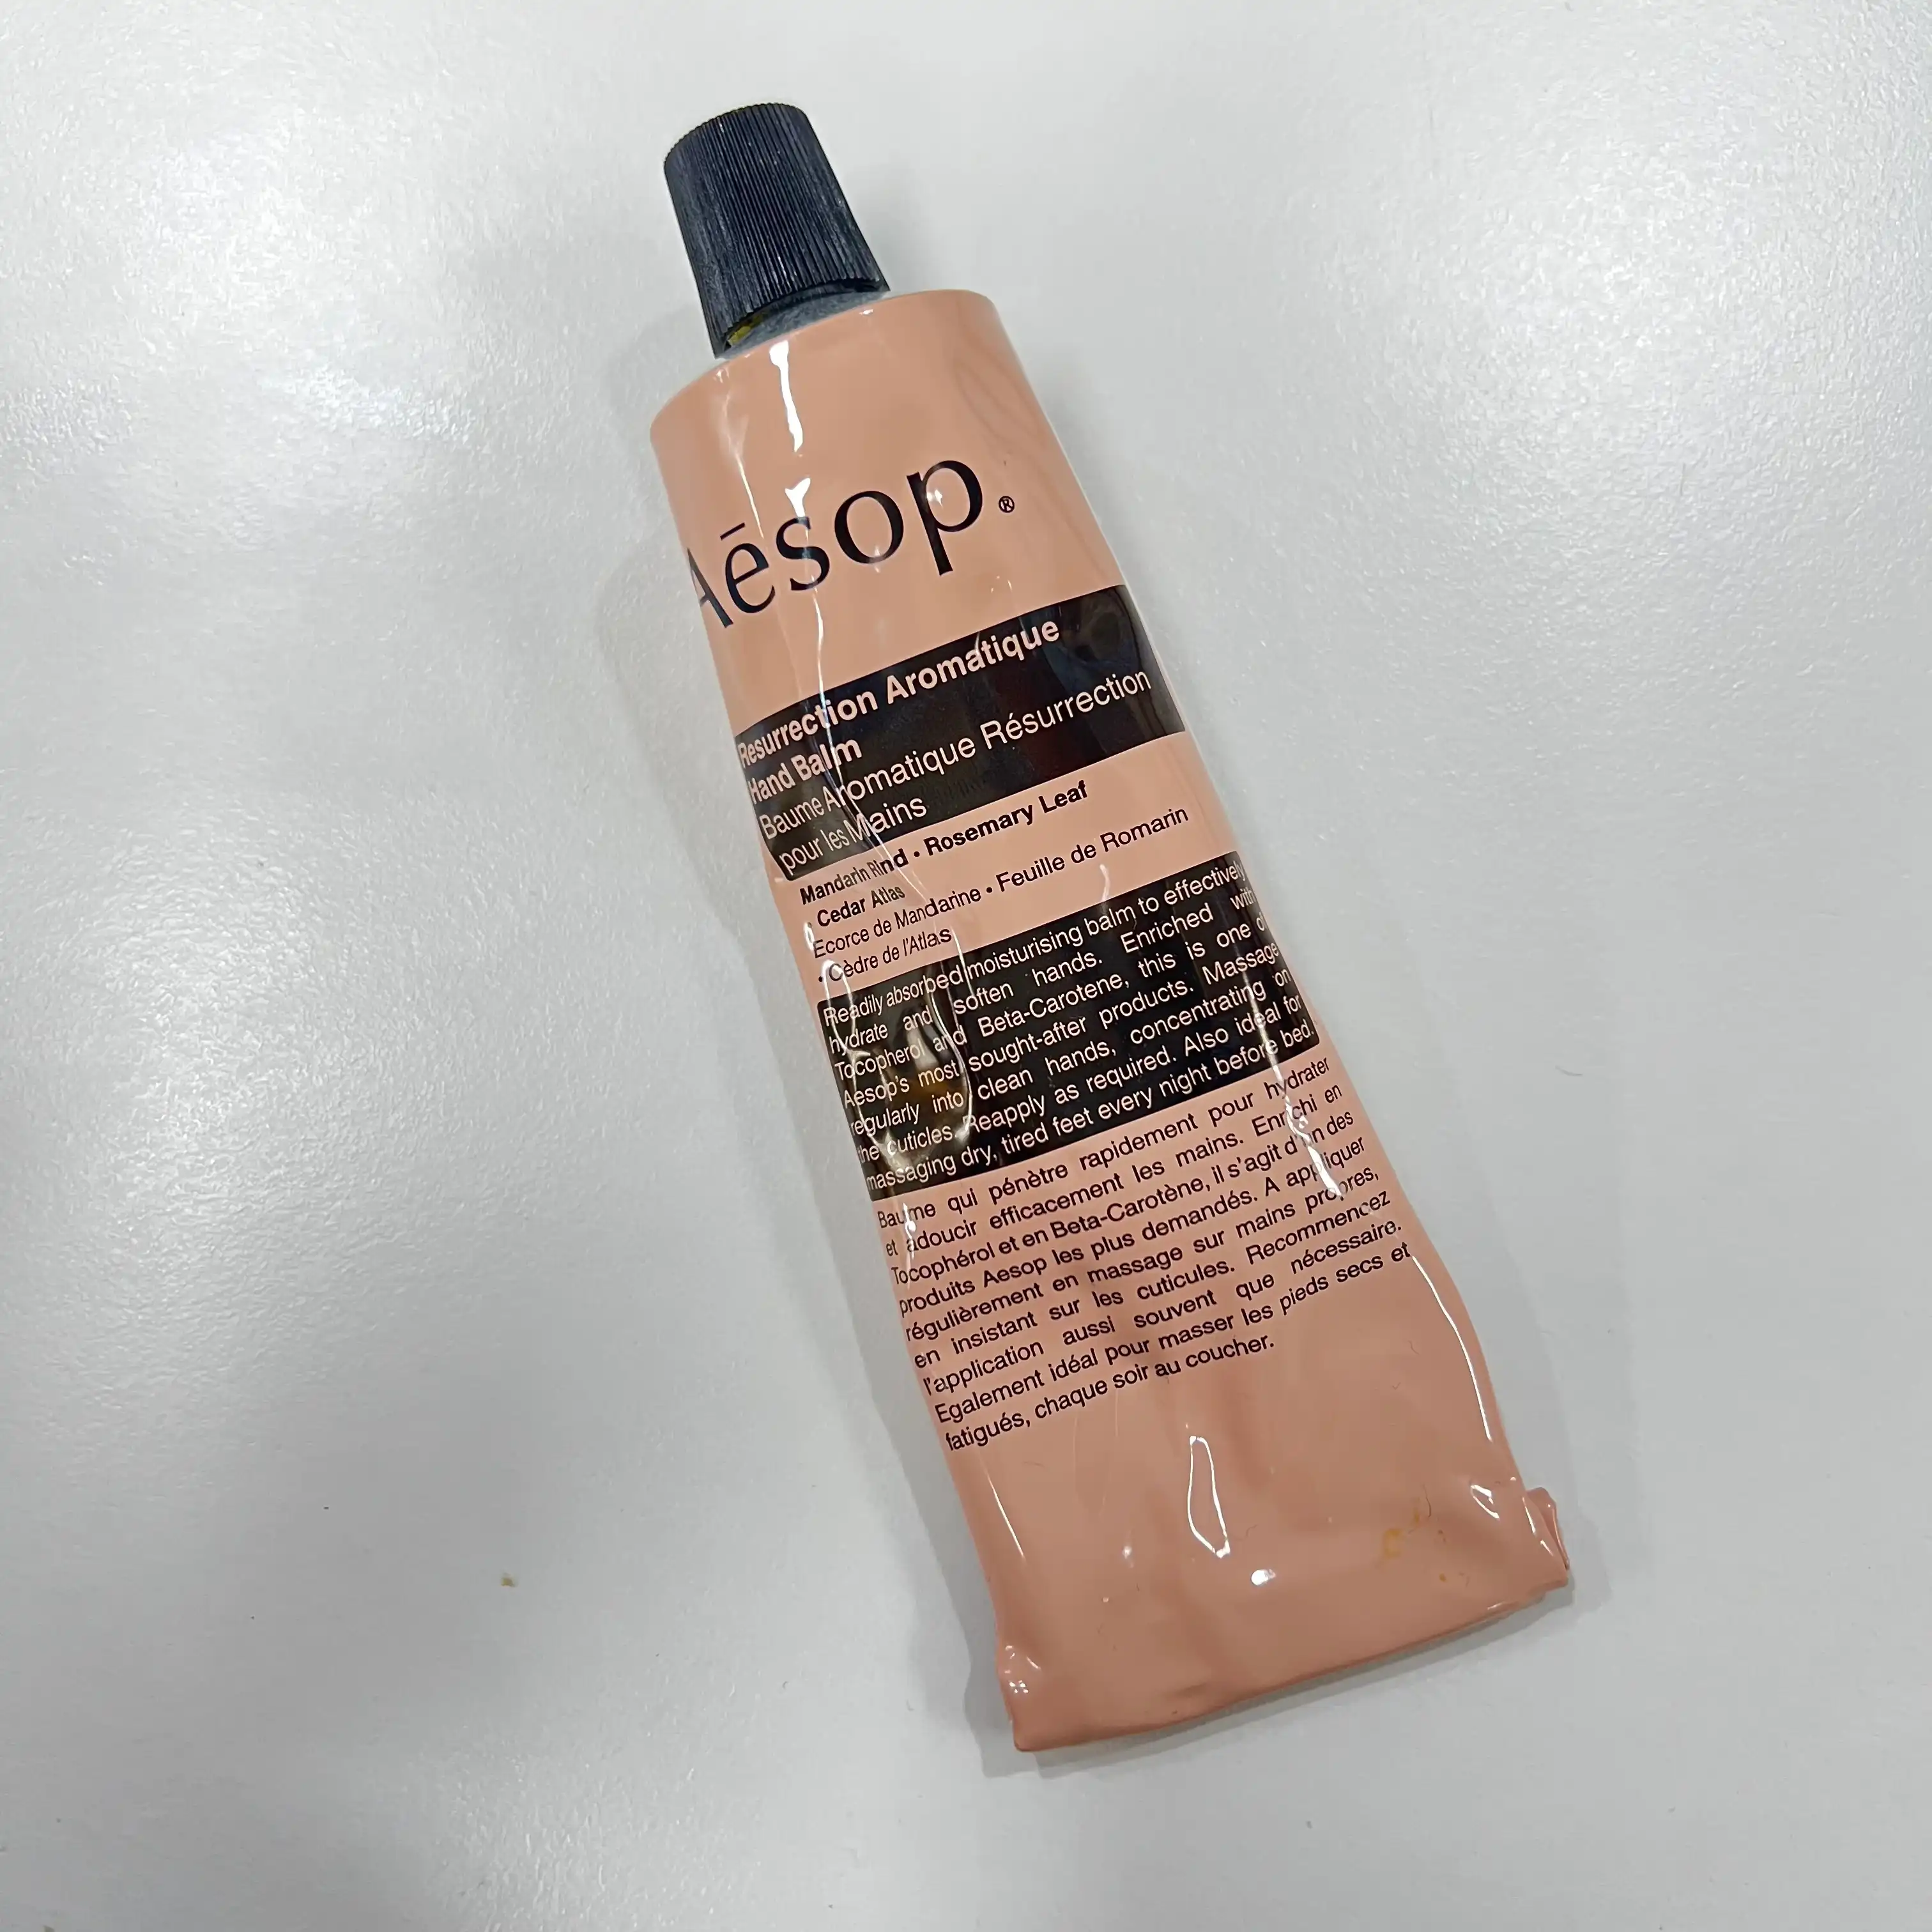 Aēsop.®
Resurrection Aromatique
Hand Balm
Baume Aromatique Résurrection
pour les Mains
Mandarin Rind • Rosemary Leaf
• Cedar Atlas
Ecorce de Mandarine • Feuille de Romarin
• Cèdre de l'Atlas
Readily absorbed moisturising balm to effectively
hydrate and soften hands. Enriched with
Tocopherol and Beta-Carotene, this is one of
Aesop's most sought-after products. Massage
regularly into clean hands, concentrating on
the cuticles. Reapply as required. Also ideal for
massaging dry, tired feet every night before bed.
Baume qui pénètre rapidement pour hydrater
et adoucir efficacement les mains. Enrichi en
Tocophérol et en Beta-Carotène, il s'agit d'un des
produits Aesop les plus demandés. A appliquer
régulièrement en massage sur mains propres,
en insistant sur les cuticules. Recommencez
l'application aussi souvent que nécessaire.
Egalement idéal pour masser les pieds secs et
fatigués, chaque soir au coucher.